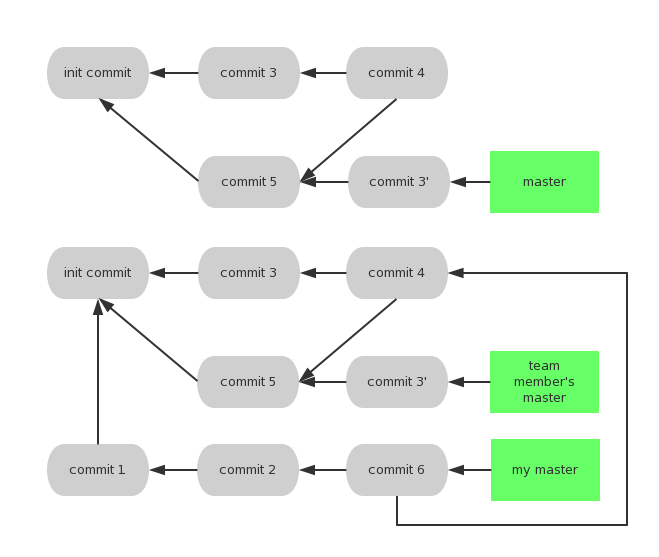 init commit
commit 3
commit 4
commit 5
commit 3'
master
init commit
commit 3
commit 4
commit 5
commit 3'
team
member's
master
commit 1
commit 2
commit 6
my master